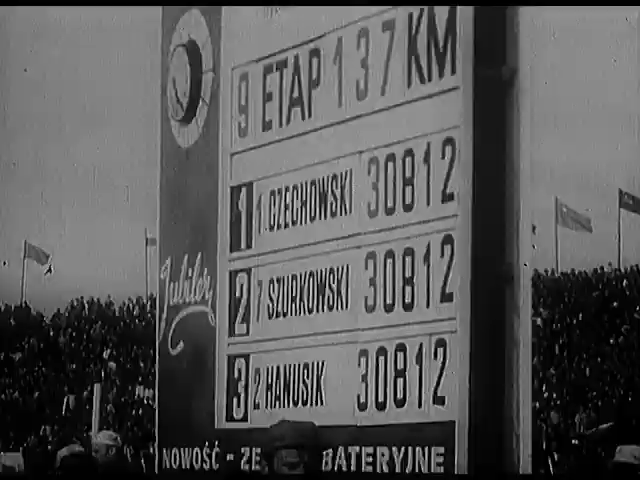 9 ETAP 137 KM
1 1. CZECHOWSKI 30812
2 7 SZURKOWSKI 30812
3 2 HANUSIK 30812
Jubiler
NOWOŚĆ - ZE BATERYJNE